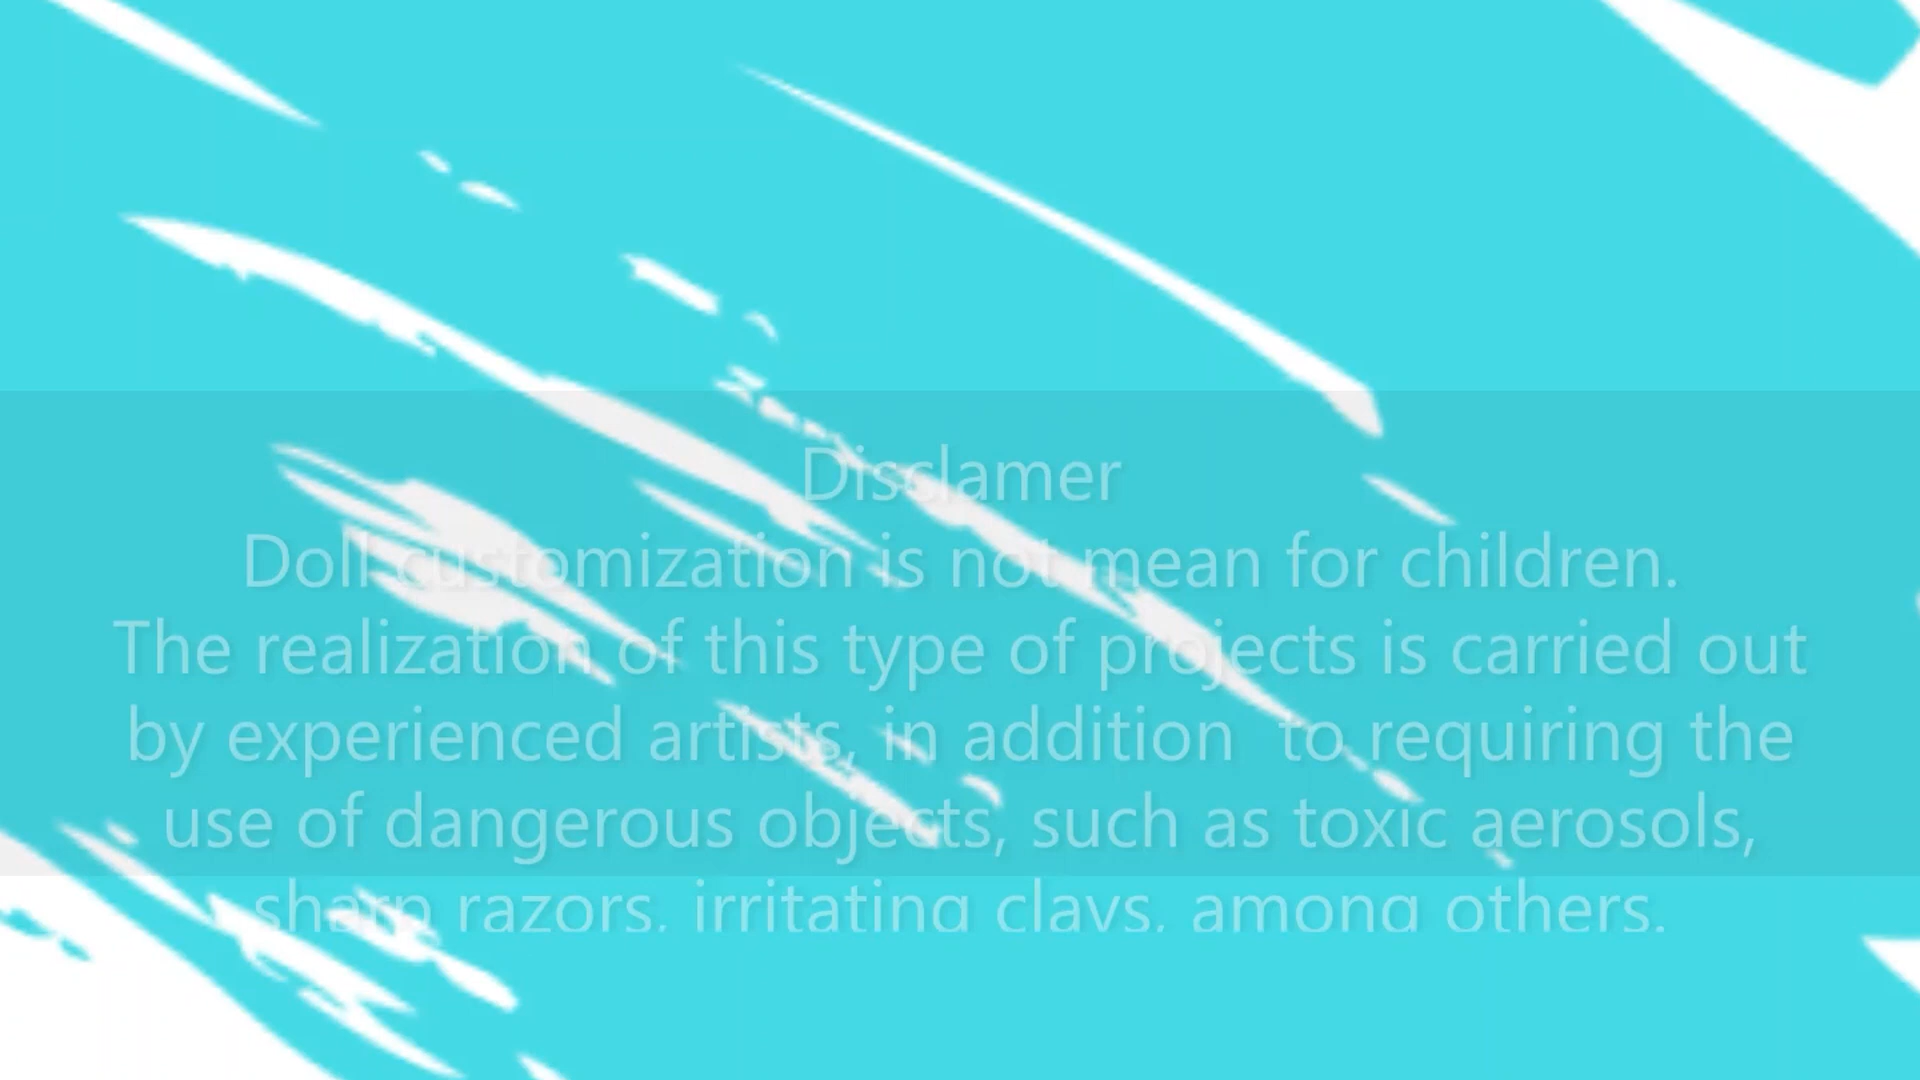 Disclamer
Doll customization is not mean for children.
The realization of this type of projects is carried out
by experienced artists, in addition  to requiring the
use of dangerous objects, such as toxic aerosols,
sharp razors, irritating clays, among others.